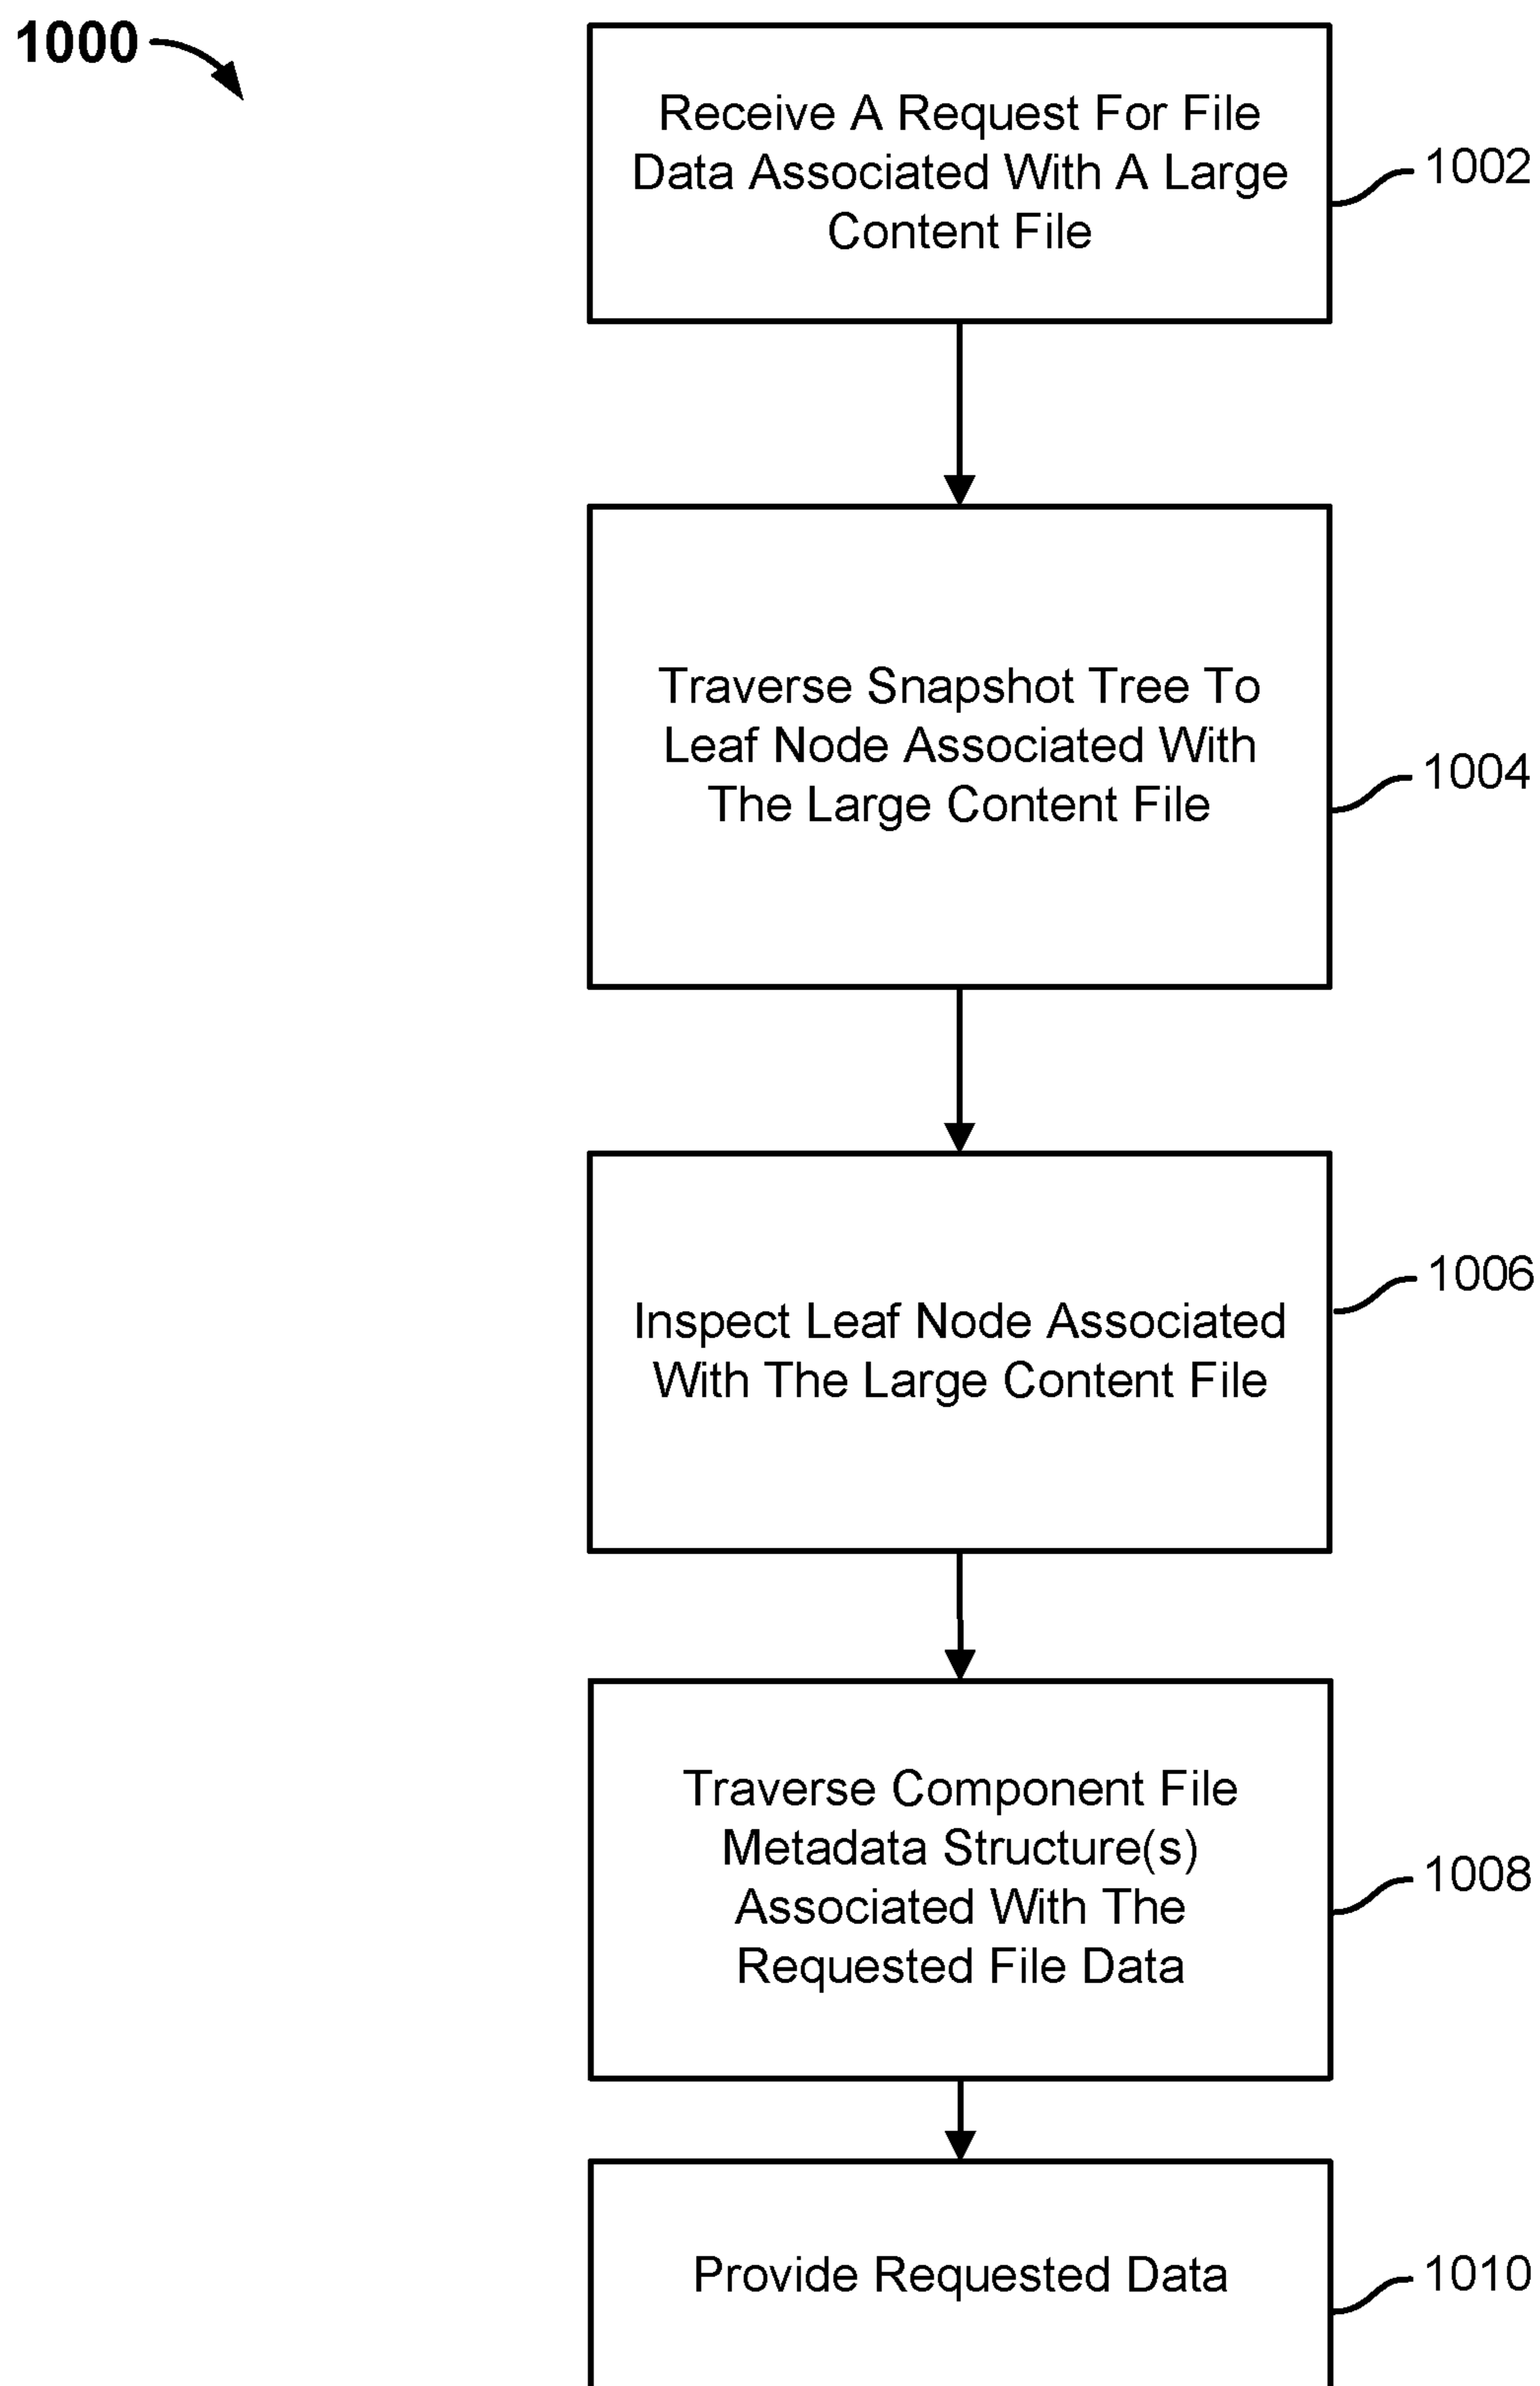 1000
Receive A Request For File
Data Associated With A Large
Content File
1002
Traverse Snapshot Tree To
Leaf Node Associated With
The Large Content File
1004
Inspect Leaf Node Associated
With The Large Content File
1006
Traverse Component File
Metadata Structure(s)
Associated With The
Requested File Data
1008
Provide Requested Data
1010